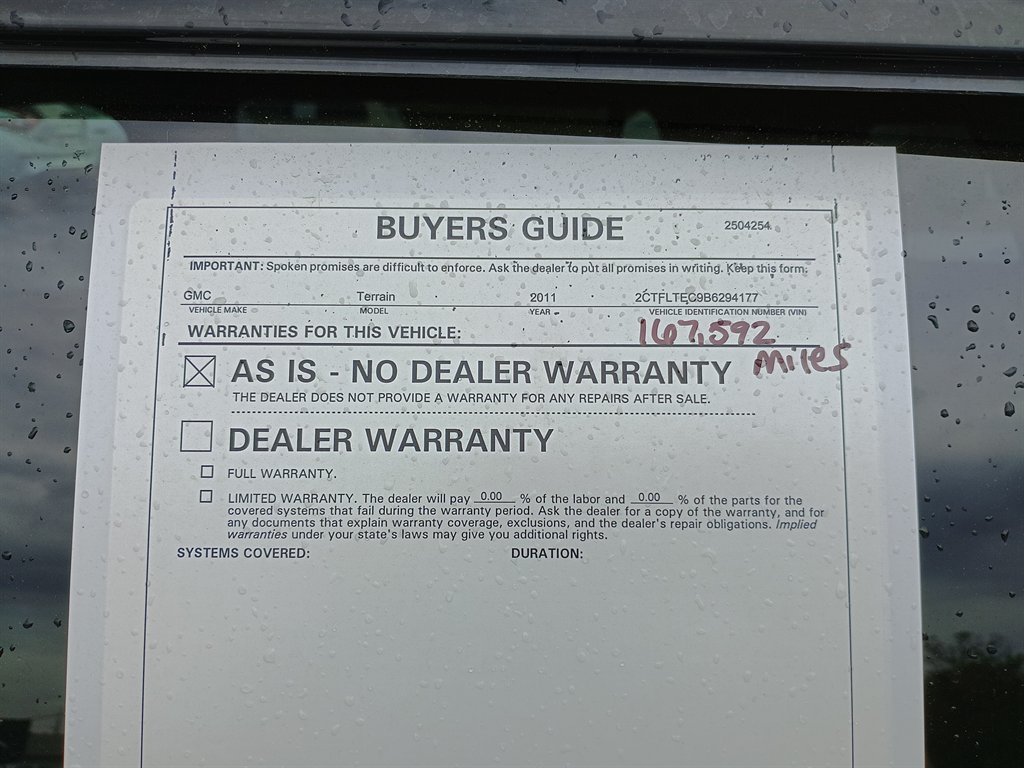 BUYERS GUIDE 2504254
IMPORTANT: Spoken promises are difficult to enforce. Ask the dealer to put all promises in writing. Keep this form.
GMC Terrain 2011 2CTFLTEC9B6294177
VEHICLE MAKE MODEL YEAR VEHICLE IDENTIFICATION NUMBER (VIN)
WARRANTIES FOR THIS VEHICLE: 167,592
miles
AS IS - NO DEALER WARRANTY
THE DEALER DOES NOT PROVIDE A WARRANTY FOR ANY REPAIRS AFTER SALE.
DEALER WARRANTY
FULL WARRANTY.
LIMITED WARRANTY. The dealer will pay 0.00 % of the labor and 0.00 % of the parts for the
covered systems that fail during the warranty period. Ask the dealer for a copy of the warranty, and for
any documents that explain warranty coverage, exclusions, and the dealer's repair obligations. Implied
warranties under your state's laws may give you additional rights.
SYSTEMS COVERED: DURATION: